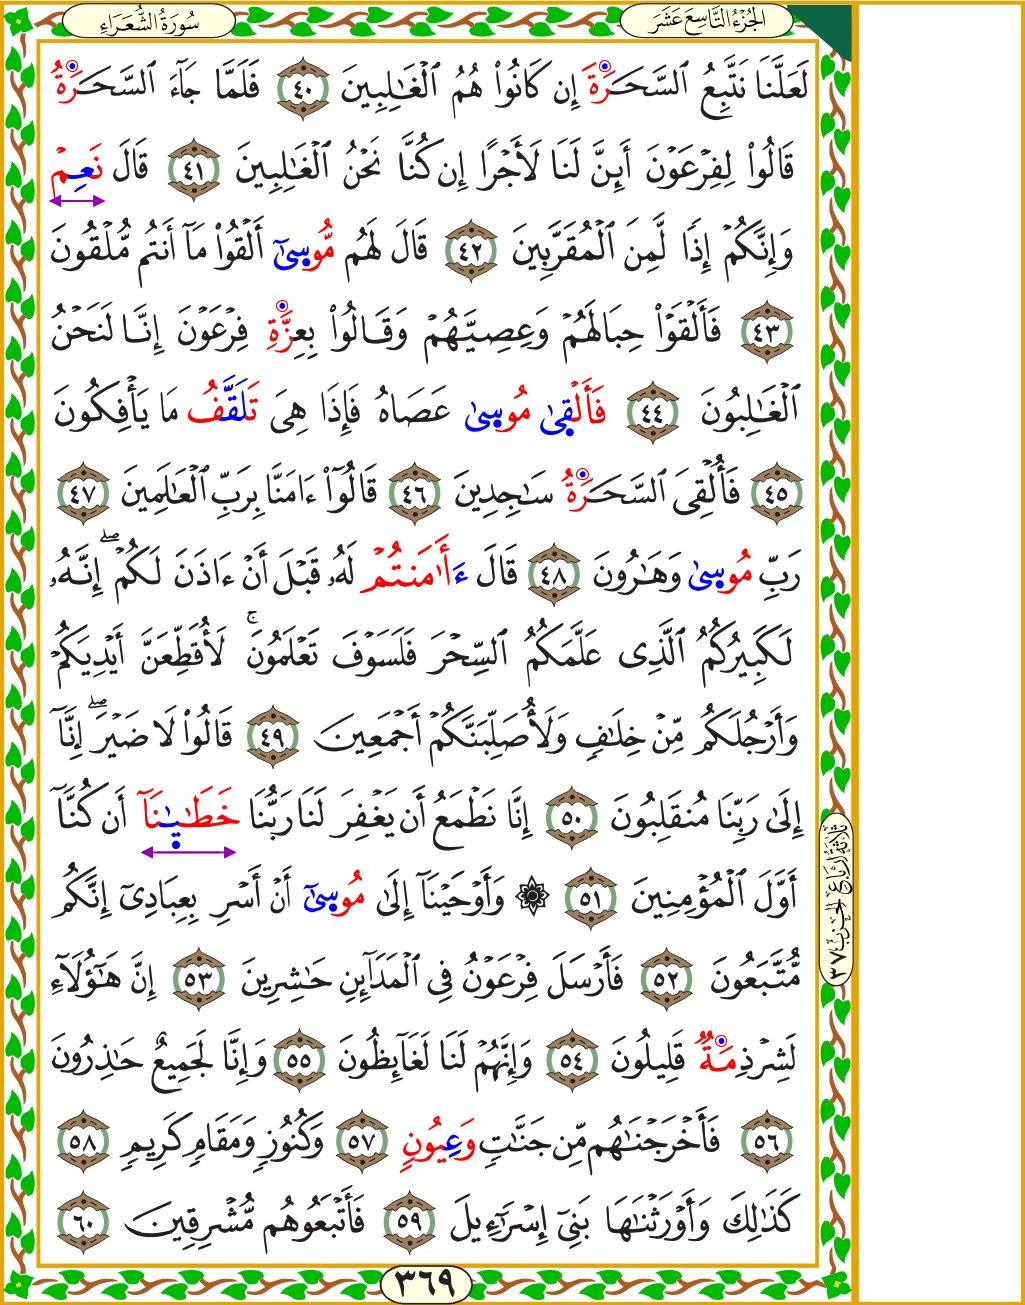 سُورَةُ الشُّعَرَاءِ
الجُزْءُ التَّاسِعَ عَشَرَ
لَعَلَّنَا نَتَّبِعُ ٱلسَّحَرَةَ إِن كَانُوا۟ هُمُ ٱلْغَـٰلِبِينَ ٤٠ فَلَمَّا جَآءَ ٱلسَّحَرَةُ
قَالُوا۟ لِفِرْعَوْنَ أَئِنَّ لَنَا لَأَجْرًا إِن كُنَّا نَحْنُ ٱلْغَـٰلِبِينَ ٤١ قَالَ نَعِمْ
وَإِنَّكُمْ إِذًا لَّمِنَ ٱلْمُقَرَّبِينَ ٤٢ قَالَ لَهُم مُّوسِىٰٓ أَلْقُوا۟ مَآ أَنتُم مُّلْقُونَ
٤٣ فَأَلْقَوْا۟ حِبَالَهُمْ وَعِصِيَّهُمْ وَقَالُوا۟ بِعِزَّةِ فِرْعَوْنَ إِنَّا لَنَحْنُ
ٱلْغَـٰلِبُونَ ٤٤ فَأَلْقِىٰ مُوسِىٰ عَصَاهُ فَإِذَا هِىَ تَلَقَّفُ مَا يَأْفِكُونَ
٤٥ فَأُلْقِىَ ٱلسَّحَرَةُ سَـٰجِدِينَ ٤٦ قَالُوٓا۟ ءَامَنَّا بِرَبِّ ٱلْعَـٰلَمِينَ ٤٧
رَبِّ مُوسِىٰ وَهَـٰرُونَ ٤٨ قَالَ ءَأَٰمَنتُمْ لَهُۥ قَبْلَ أَنْ ءَاذَنَ لَكُمْ ۖ إِنَّهُۥ
لَكَبِيرُكُمُ ٱلَّذِى عَلَّمَكُمُ ٱلسِّحْرَ فَلَسَوْفَ تَعْلَمُونَ ۚ لَأُقَطِّعَنَّ أَيْدِيَكُمْ
وَأَرْجُلَكُم مِّنْ خِلَـٰفٍ وَلَأُصَلِّبَنَّكُمْ أَجْمَعِينَ ٤٩ قَالُوا۟ لَا ضَيْرَ ۖ إِنَّآ
إِلَىٰ رَبِّنَا مُنقَلِبُونَ ٥٠ إِنَّا نَطْمَعُ أَن يَغْفِرَ لَنَا رَبُّنَا خَطَـٰيِـٰنَآ أَن كُنَّآ
أَوَّلَ ٱلْمُؤْمِنِينَ ٥١ ۞ وَأَوْحَيْنَآ إِلَىٰ مُوسِىٰٓ أَنْ أَسْرِ بِعِبَادِىٓ إِنَّكُم
مُّتَّبَعُونَ ٥٢ فَأَرْسَلَ فِرْعَوْنُ فِى ٱلْمَدَآئِنِ حَـٰشِرِينَ ٥٣ إِنَّ هَـٰٓؤُلَآءِ
لَشِرْذِمَةٌ قَلِيلُونَ ٥٤ وَإِنَّهُمْ لَنَا لَغَآئِظُونَ ٥٥ وَإِنَّا لَجَمِيعٌ حَـٰذِرُونَ
٥٦ فَأَخْرَجْنَـٰهُم مِّن جَنَّـٰتٍ وَعِيُونٍ ٥٧ وَكُنُوزٍ وَمَقَامٍ كَرِيمٍ ٥٨
كَذَٰلِكَ وَأَوْرَثْنَـٰهَا بَنِىٓ إِسْرَٰٓءِيلَ ٥٩ فَأَتْبَعُوهُم مُّشْرِقِينَ ٦٠
ثلاثة أرباع الحزب ٣٧
٣٦٩